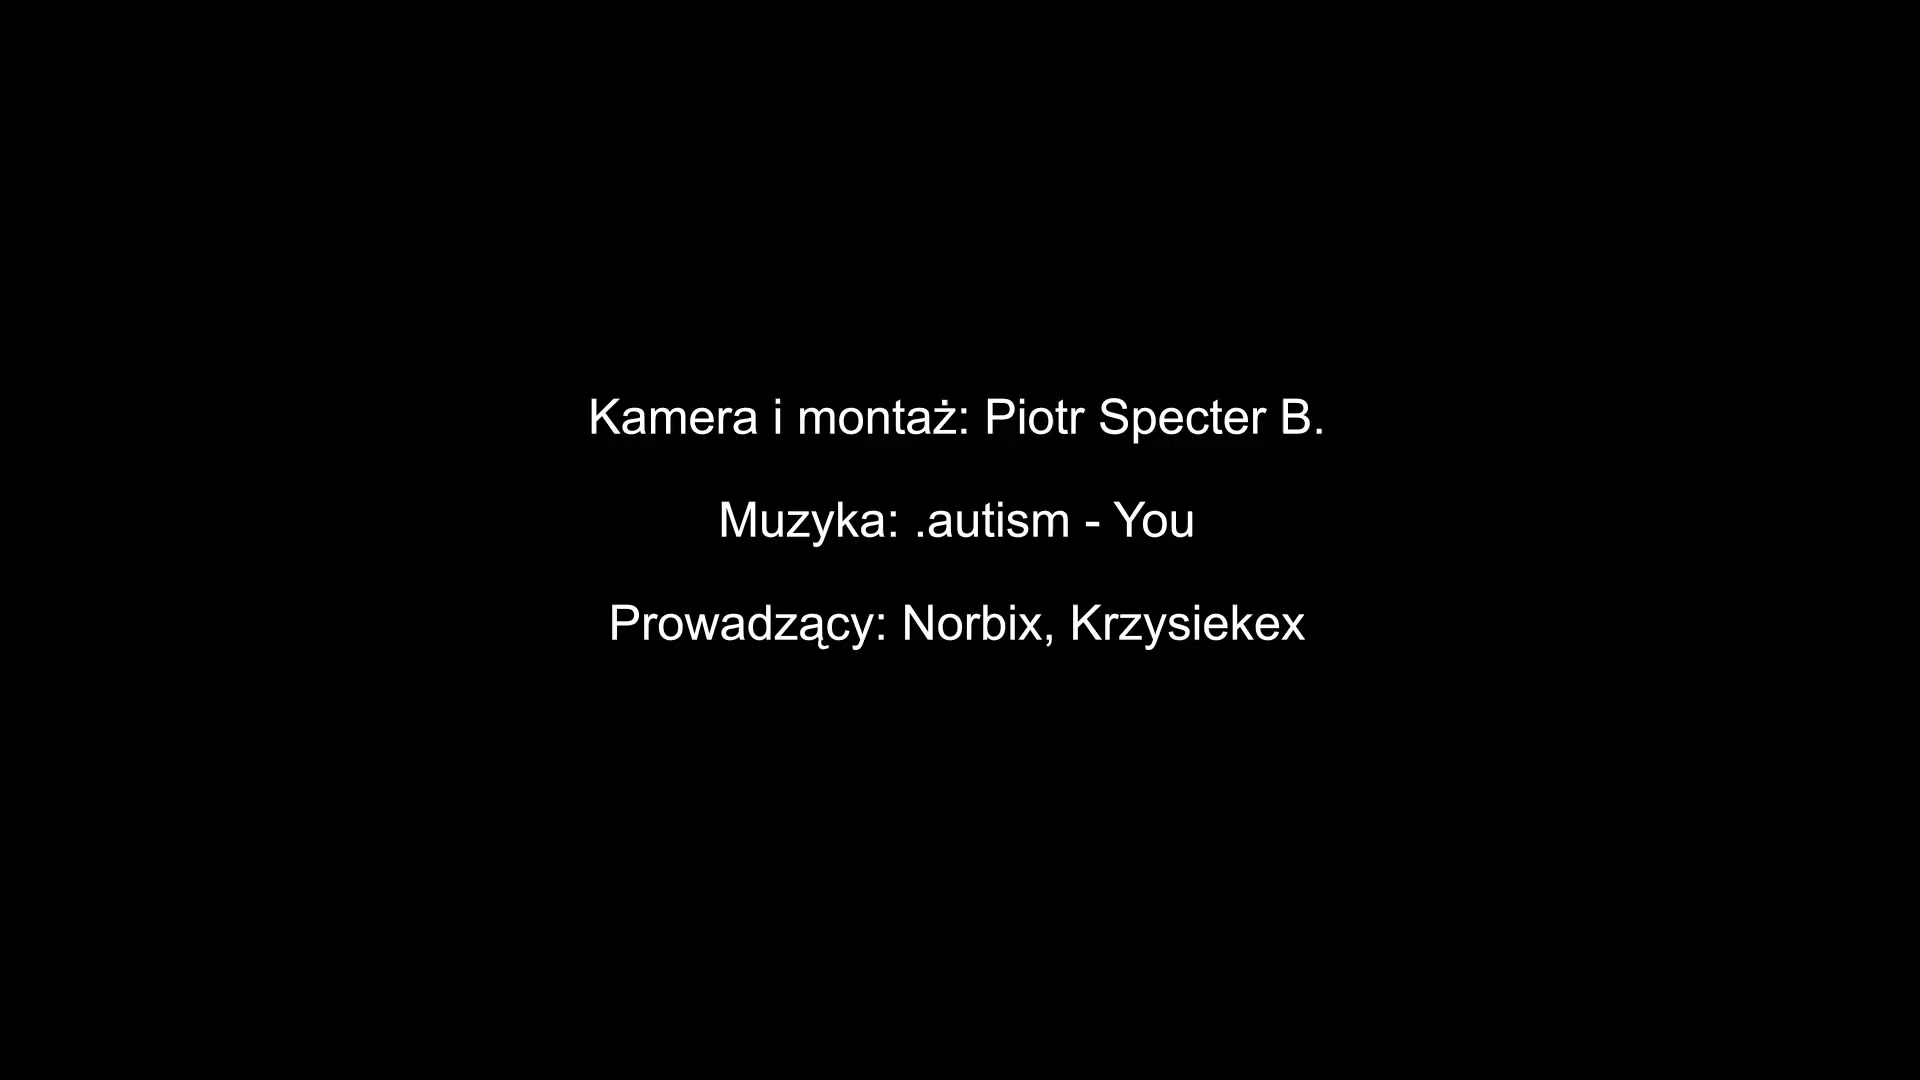 Kamera i montaż: Piotr Specter B.
Muzyka: .autism - You
Prowadzący: Norbix, Krzysiekex